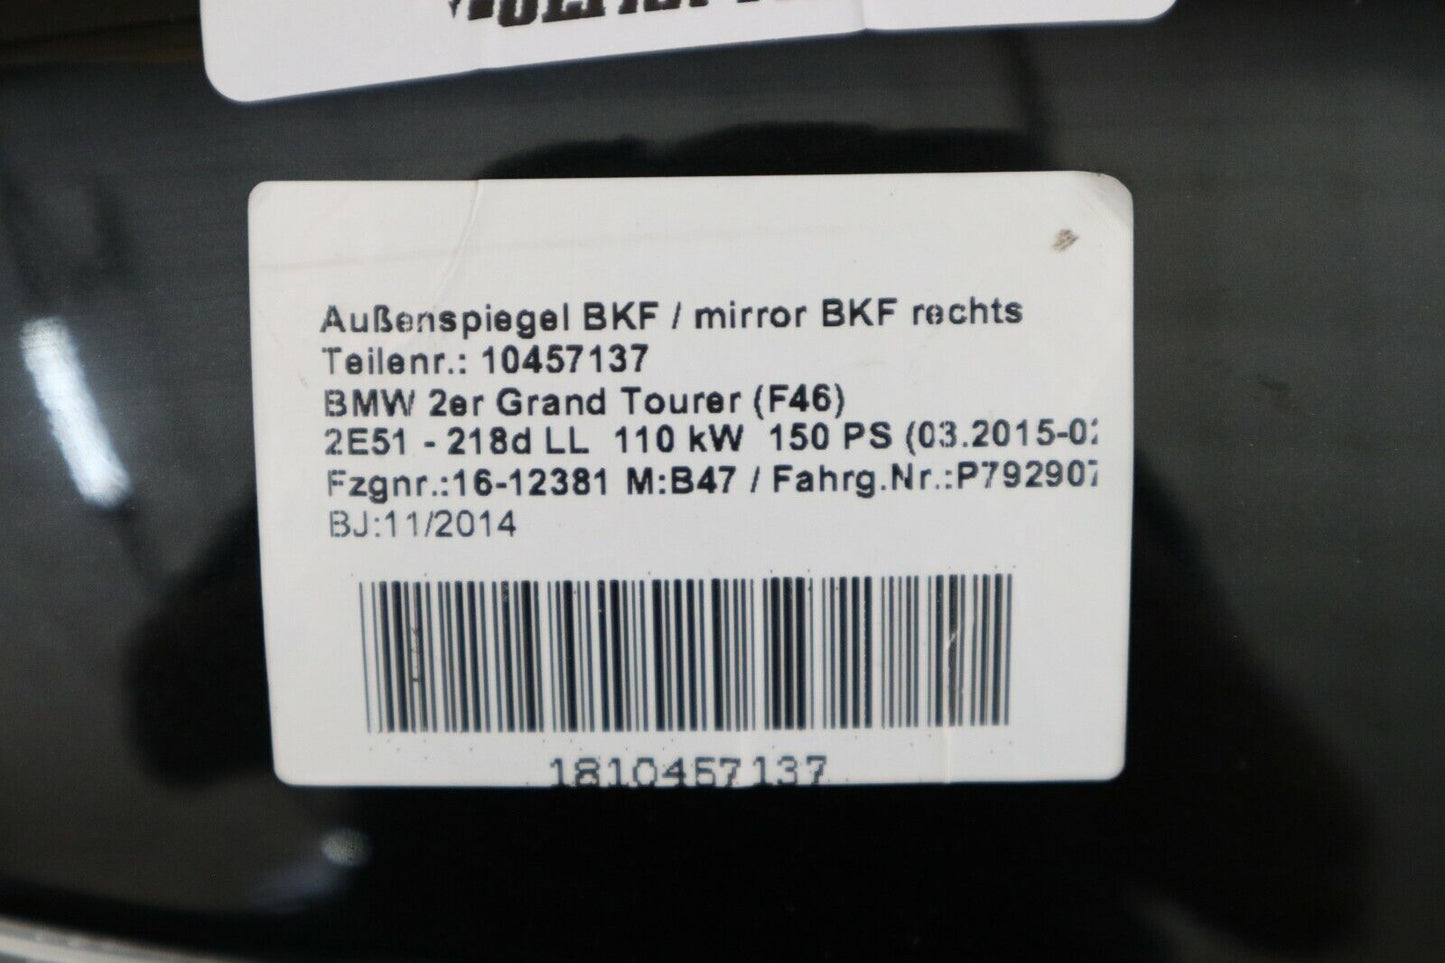 Außenspiegel BKF / mirror BKF rechts
Teilenr.: 10457137
BMW 2er Grand Tourer (F46)
2E51 - 218d LL 110 kW 150 PS (03.2015-02
Fzgnr.:16-12381 M:B47 / Fahrg.Nr.:P792907
BJ:11/2014
1810457137